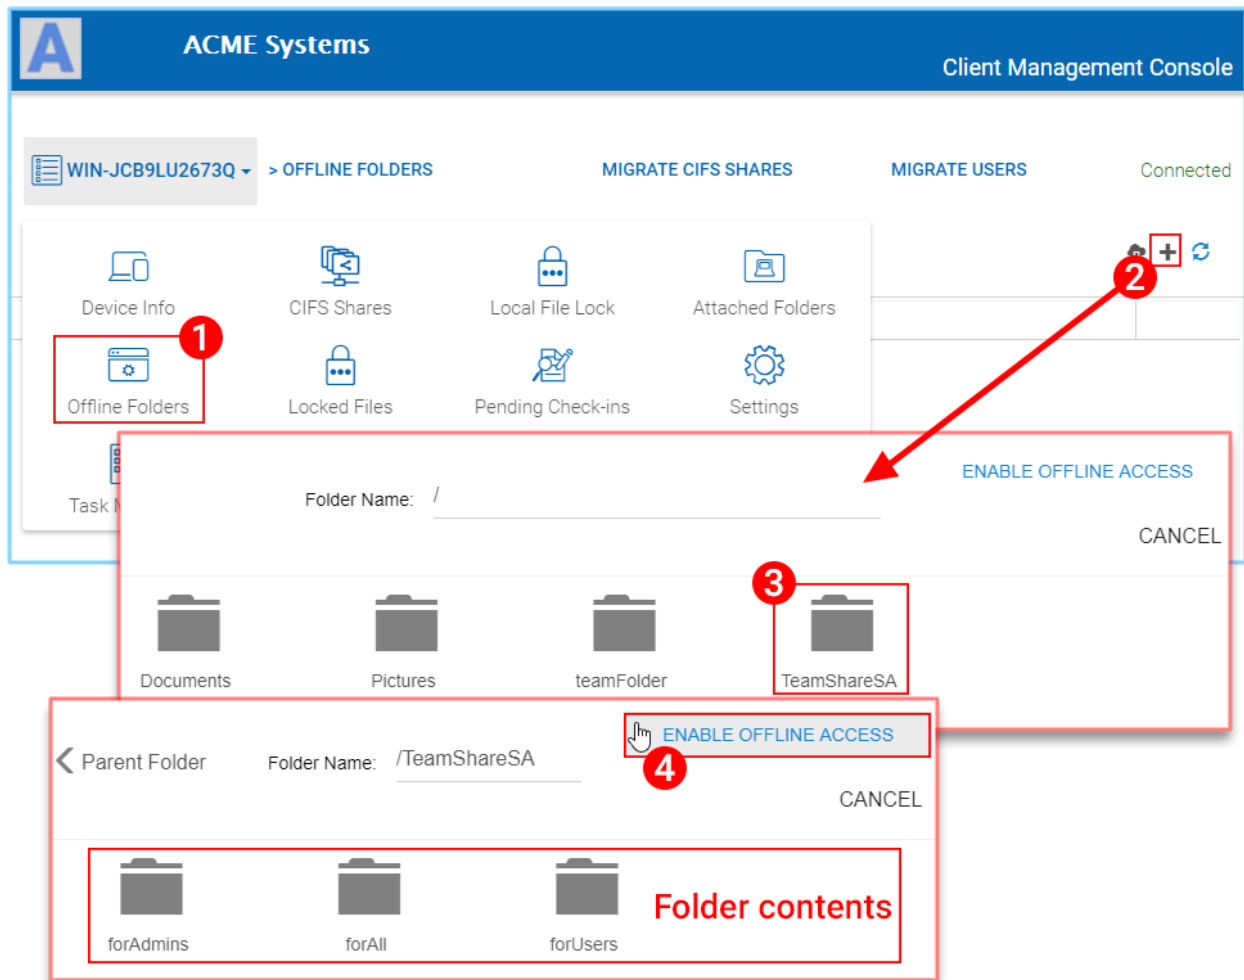 A
ACME Systems
Client Management Console
WIN-JCB9LU2673Q > OFFLINE FOLDERS MIGRATE CIFS SHARES MIGRATE USERS Connected
+
2
Device Info CIFS Shares Local File Lock Attached Folders
1
Offline Folders Locked Files Pending Check-ins Settings
Task
ENABLE OFFLINE ACCESS
Folder Name: /
CANCEL
3
Documents Pictures teamFolder TeamShareSA
ENABLE OFFLINE ACCESS
Parent Folder Folder Name: /TeamShareSA
4
CANCEL
Folder contents
forAdmins forAll forUsers